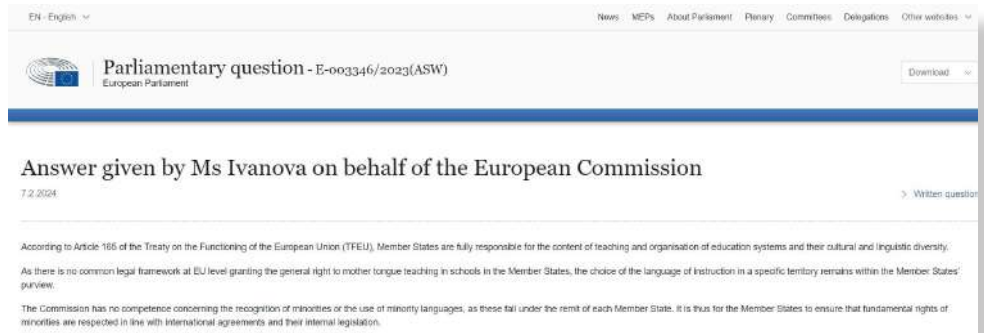 EN - English
News MEPs About Parliament Plenary Committees Delegations Other websites
Parliamentary question - E-003346/2023(ASW)
European Parliament
Download
Answer given by Ms Ivanova on behalf of the European Commission
7.2.2024
> Written question
According to Article 165 of the Treaty on the Functioning of the European Union (TFEU), Member States are fully responsible for the content of teaching and organisation of education systems and their cultural and linguistic diversity.
As there is no common legal framework at EU level granting the general right to mother tongue teaching in schools in the Member States, the choice of the language of instruction in a specific territory remains within the Member States'
purview.
The Commission has no competence concerning the recognition of minorities or the use of minority languages, as these fall under the remit of each Member State. It is thus for the Member States to ensure that fundamental rights of
minorities are respected in line with international agreements and their internal legislation.